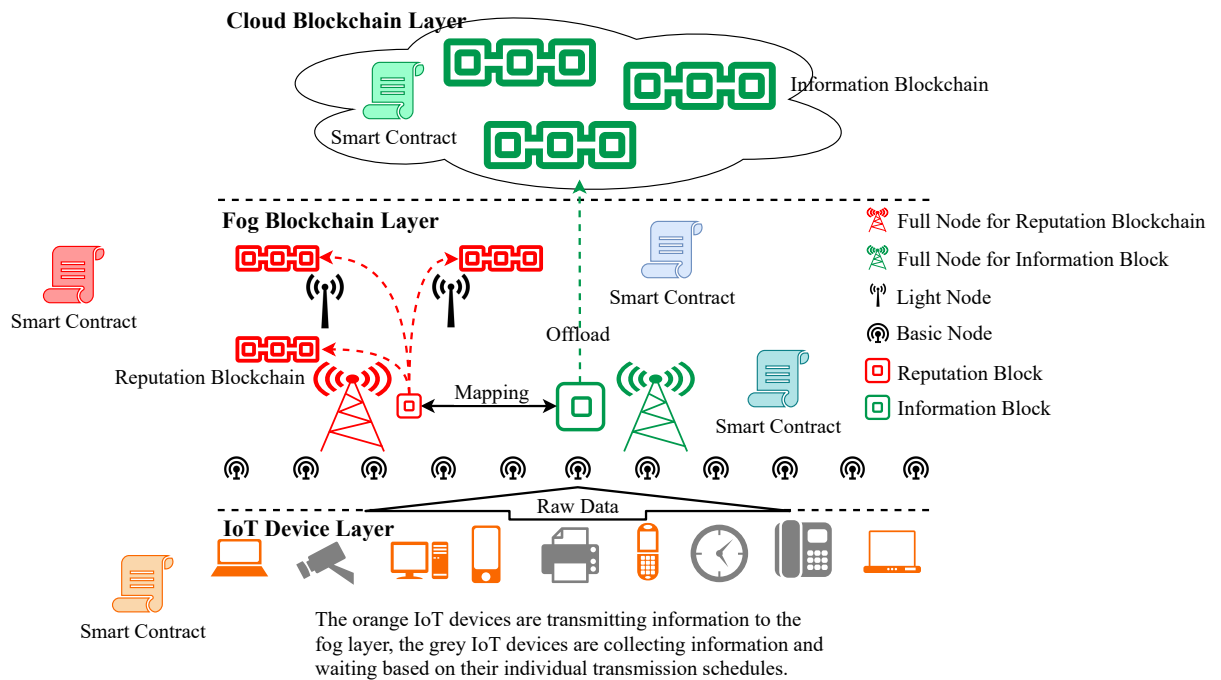 Cloud Blockchain Layer
Information Blockchain
Smart Contract
Fog Blockchain Layer
Full Node for Reputation Blockchain
Full Node for Information Block
Light Node
Basic Node
Reputation Block
Information Block
Smart Contract
Smart Contract
Offload
Reputation Blockchain
Mapping
Smart Contract
Raw Data
IoT Device Layer
Smart Contract
The orange IoT devices are transmitting information to the
fog layer, the grey IoT devices are collecting information and
waiting based on their individual transmission schedules.